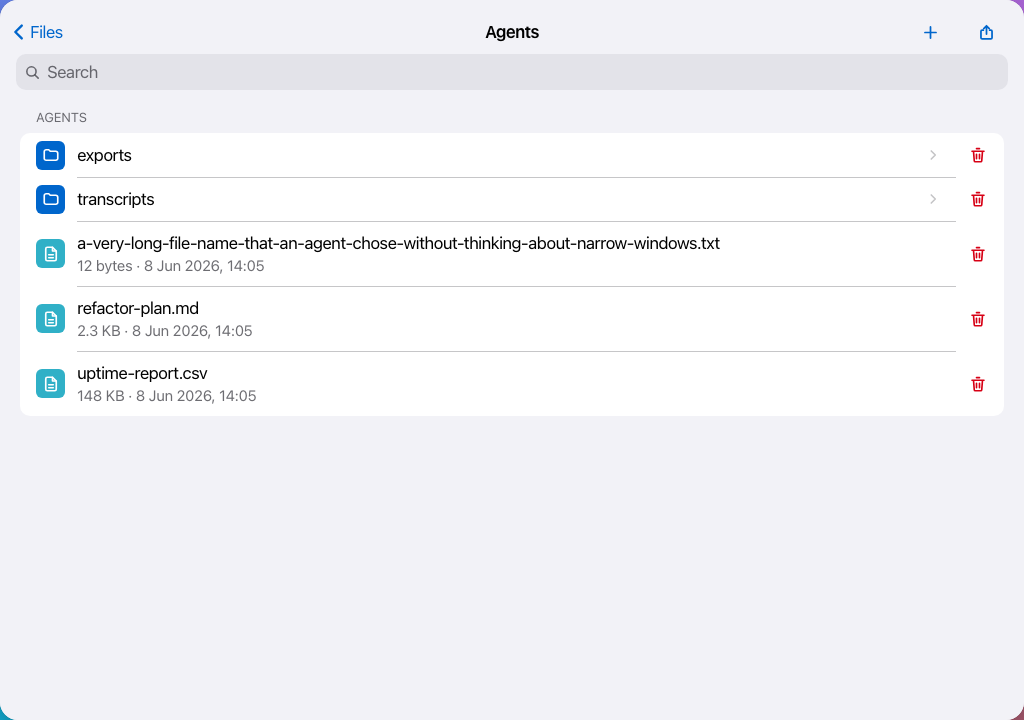 Files
Agents
Search
AGENTS
exports
transcripts
a-very-long-file-name-that-an-agent-chose-without-thinking-about-narrow-windows.txt
12 bytes · 8 Jun 2026, 14:05
refactor-plan.md
2.3 KB · 8 Jun 2026, 14:05
uptime-report.csv
148 KB · 8 Jun 2026, 14:05